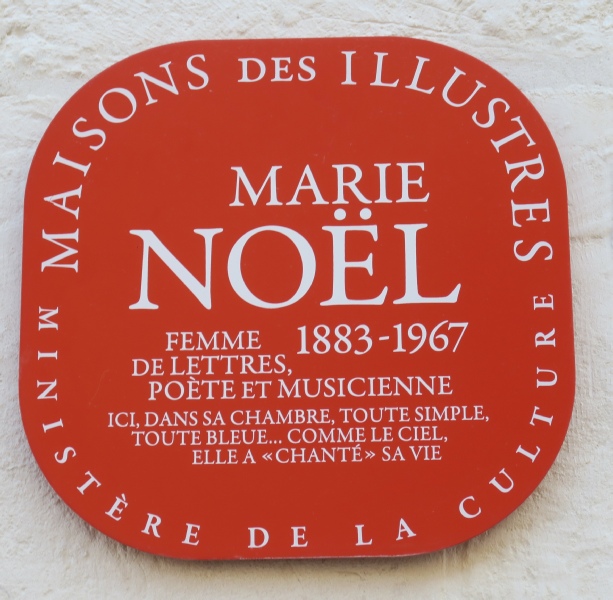 MAISONS DES ILLUSTRES
MARIE
NOËL
FEMME 1883-1967
DE LETTRES,
POÈTE ET MUSICIENNE
ICI, DANS SA CHAMBRE, TOUTE SIMPLE,
TOUTE BLEUE... COMME LE CIEL,
ELLE A «CHANTÉ» SA VIE
MINISTÈRE DE LA CULTURE